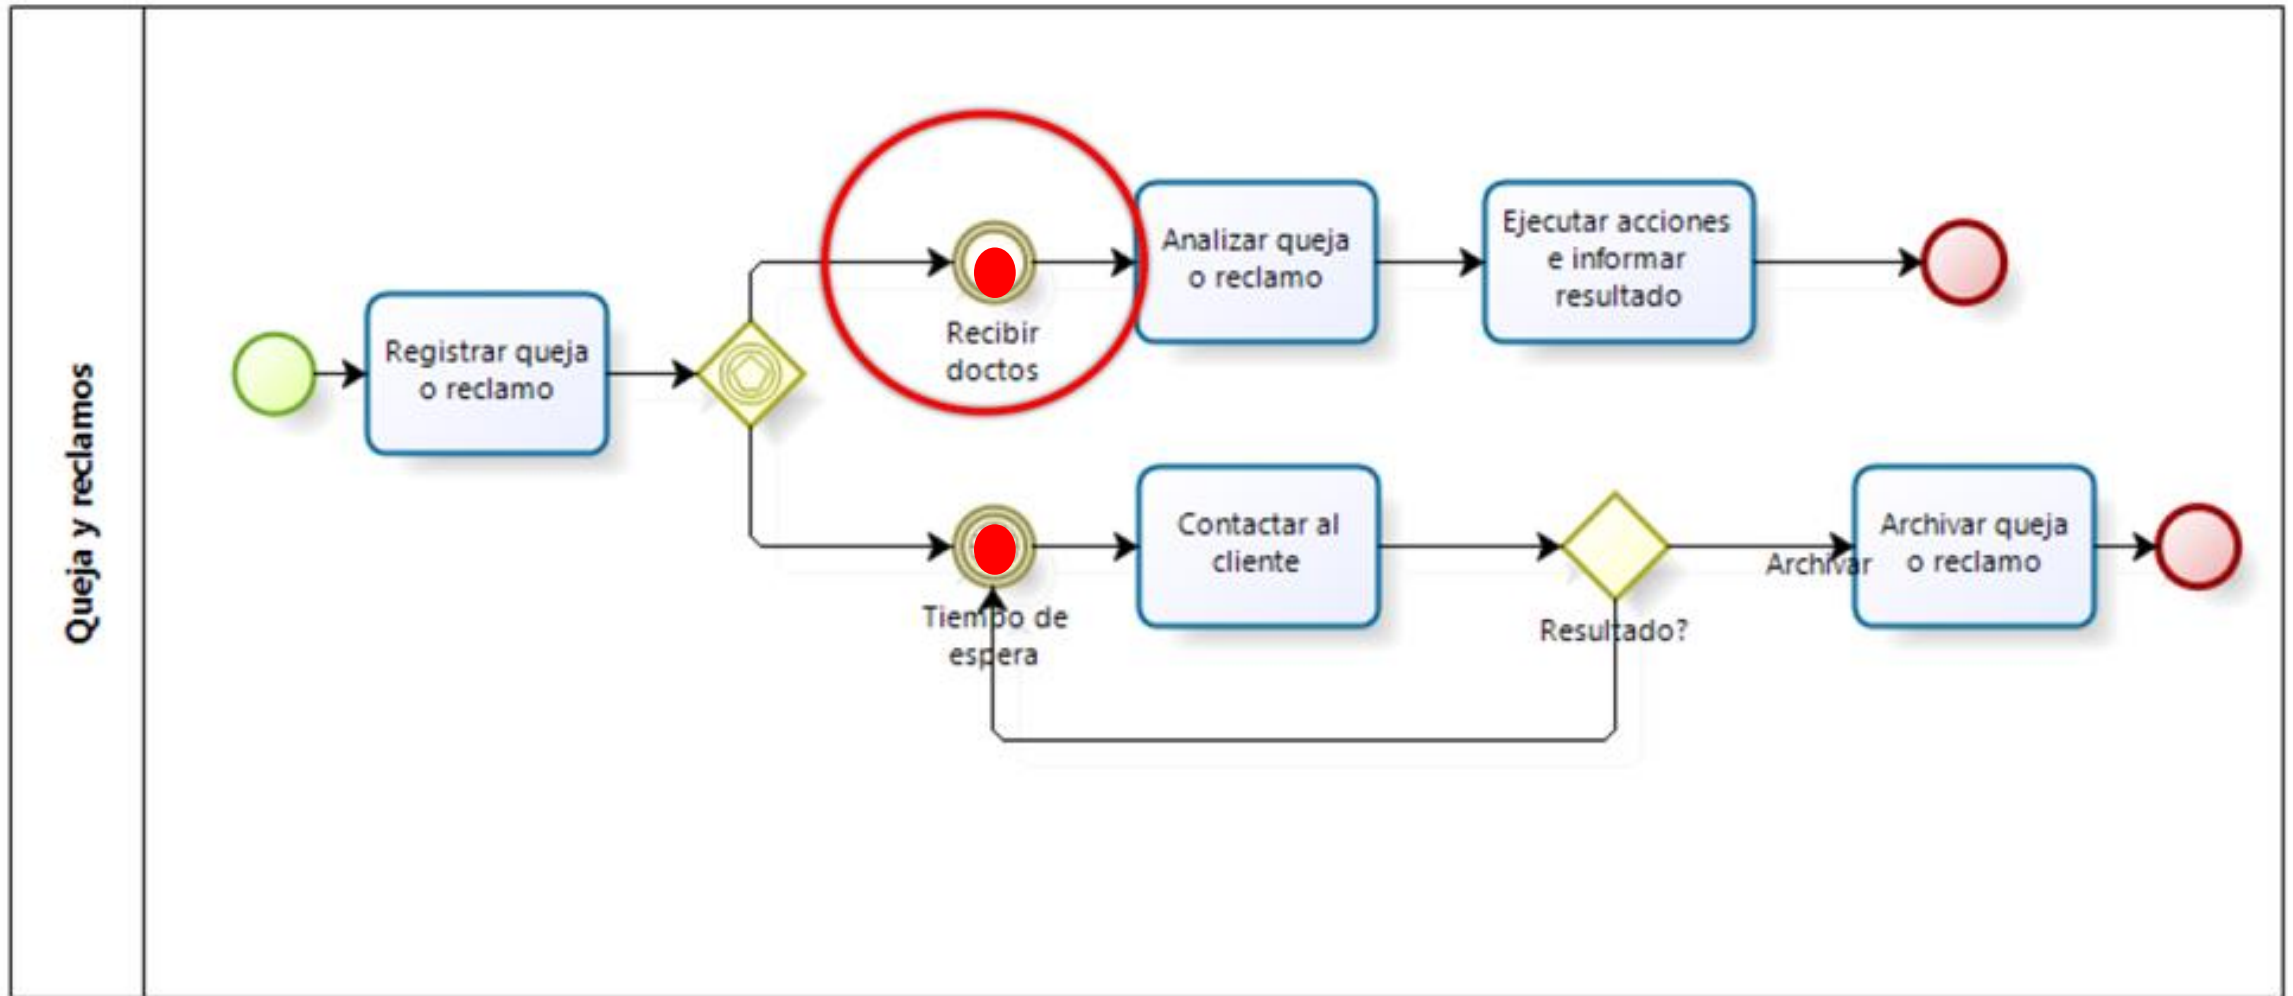 Queja y reclamos
Registrar queja
o reclamo
Recibir
doctos
Analizar queja
o reclamo
Ejecutar acciones
e informar
resultado
Tiempo de
espera
Contactar al
cliente
Resultado?
Archivar
Archivar queja
o reclamo